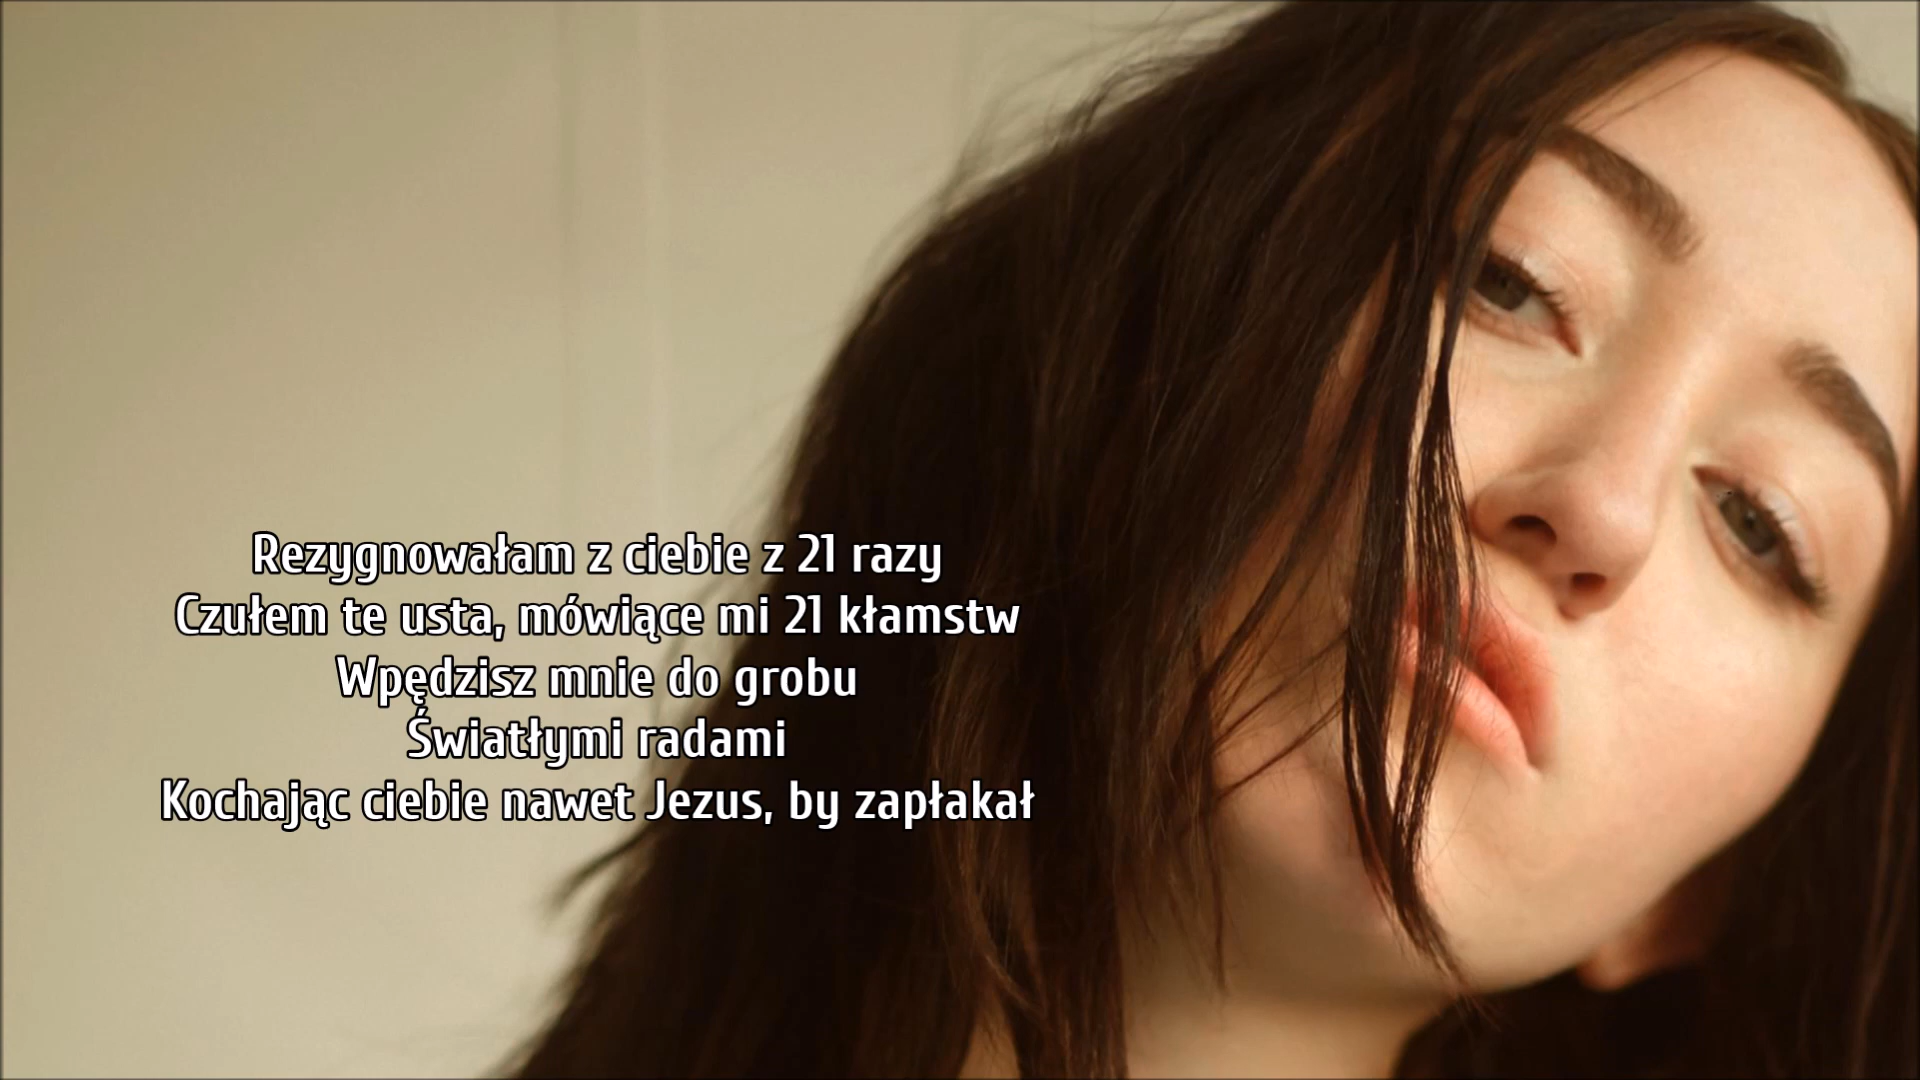 Rezygnowałam z ciebie z 21 razy
Czułem te usta, mówiące mi 21 kłamstw
Wpędzisz mnie do grobu
Światłymi radami
Kochając ciebie nawet Jezus, by zapłakał